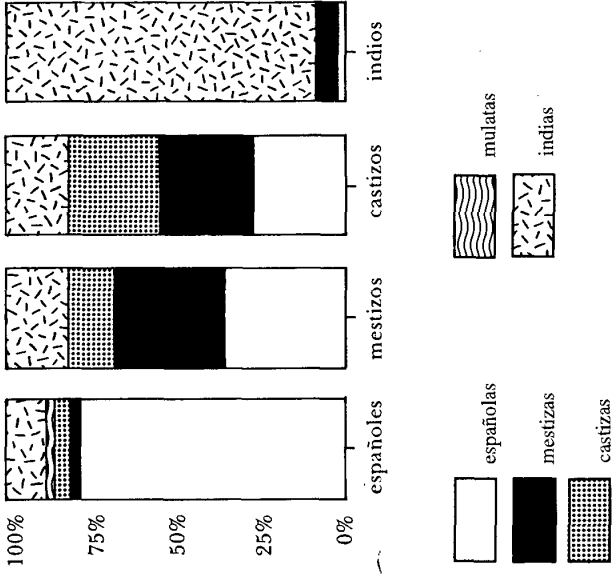 100%
75%
50%
25%
0%
españoles
mestizos
castizos
indios
españolas
mestizas
castizas
mulatas
indias